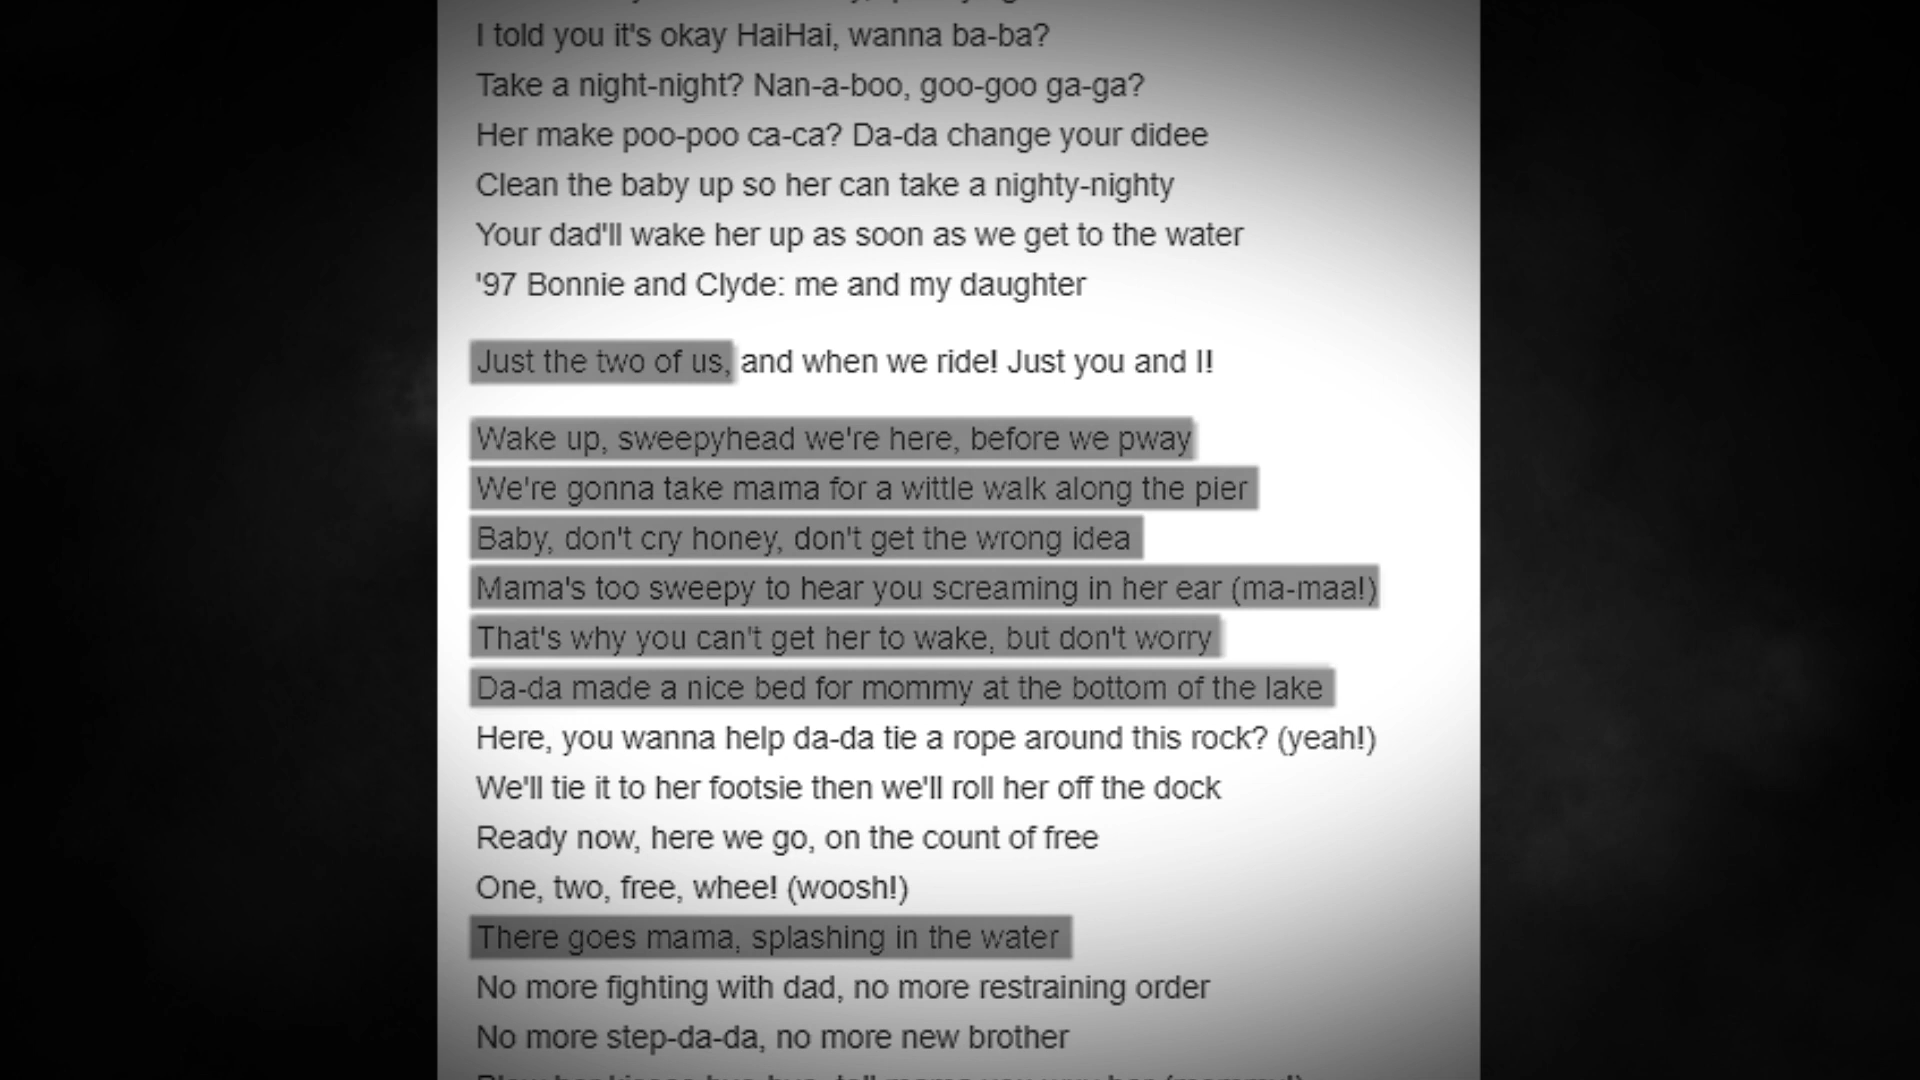 I told you it's okay HaiHai, wanna ba-ba?
Take a night-night? Nan-a-boo, goo-goo ga-ga?
Her make poo-poo ca-ca? Da-da change your didee
Clean the baby up so her can take a nighty-nighty
Your dad'll wake her up as soon as we get to the water
'97 Bonnie and Clyde: me and my daughter
Just the two of us, and when we ride! Just you and I!
Wake up, sweepyhead we're here, before we pway
We're gonna take mama for a wittle walk along the pier
Baby, don't cry honey, don't get the wrong idea
Mama's too sweepy to hear you screaming in her ear (ma-maa!)
That's why you can't get her to wake, but don't worry
Da-da made a nice bed for mommy at the bottom of the lake
Here, you wanna help da-da tie a rope around this rock? (yeah!)
We'll tie it to her footsie then we'll roll her off the dock
Ready now, here we go, on the count of free
One, two, free, whee! (woosh!)
There goes mama, splashing in the water
No more fighting with dad, no more restraining order
No more step-da-da, no more new brother